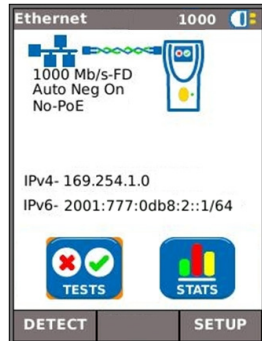 Ethernet 1000
1000 Mb/s-FD
Auto Neg On
No-PoE
IPv4- 169.254.1.0
IPv6- 2001:777:0db8:2::1/64
TESTS STATS
DETECT SETUP